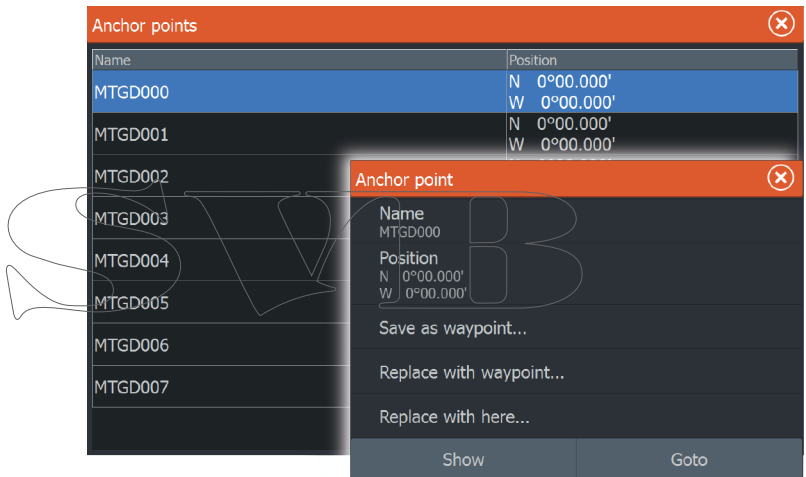 Anchor points
Name Position
MTGD000 N 0°00.000'
W 0°00.000'
MTGD001 N 0°00.000'
W 0°00.000'
MTGD002
MTGD003
MTGD004
MTGD005
MTGD006
MTGD007
Anchor point
Name
MTGD000
Position
N 0°00.000'
W 0°00.000'
Save as waypoint...
Replace with waypoint...
Replace with here...
Show Goto
SVB